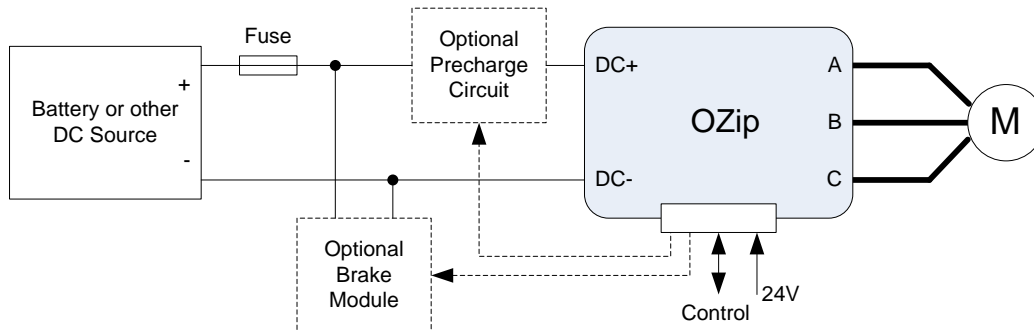 Fuse
Optional
Precharge
Circuit
+
Battery or other
DC Source
-
DC+
DC-
OZip
A
B
C
M
Optional
Brake
Module
Control
24V